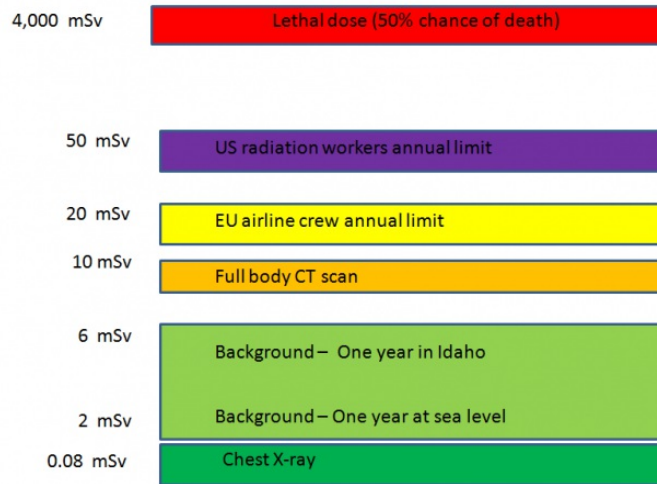 4,000 mSv Lethal dose (50% chance of death)
50 mSv US radiation workers annual limit
20 mSv EU airline crew annual limit
10 mSv Full body CT scan
6 mSv Background – One year in Idaho
2 mSv Background – One year at sea level
0.08 mSv Chest X-ray